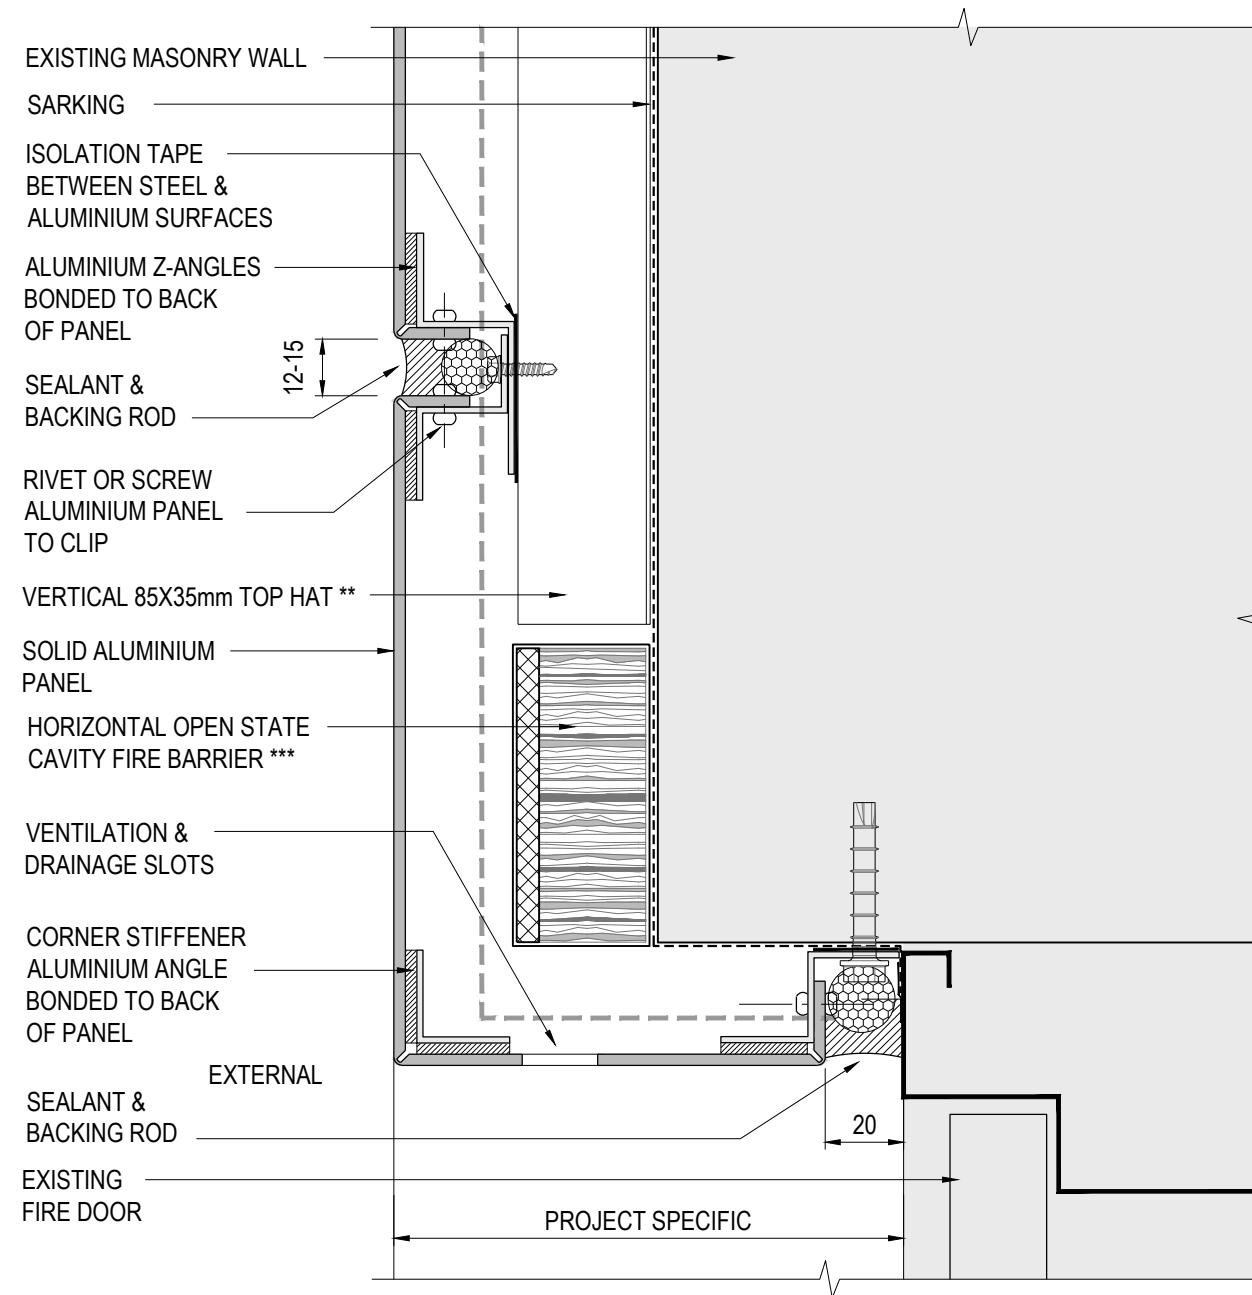 EXISTING MASONRY WALL
SARKING
ISOLATION TAPE
BETWEEN STEEL &
ALUMINIUM SURFACES
ALUMINIUM Z-ANGLES
BONDED TO BACK
OF PANEL
12-15
SEALANT &
BACKING ROD
RIVET OR SCREW
ALUMINIUM PANEL
TO CLIP
VERTICAL 85X35mm TOP HAT **
SOLID ALUMINIUM
PANEL
HORIZONTAL OPEN STATE
CAVITY FIRE BARRIER ***
VENTILATION &
DRAINAGE SLOTS
CORNER STIFFENER
ALUMINIUM ANGLE
BONDED TO BACK
OF PANEL
EXTERNAL
SEALANT &
BACKING ROD
20
EXISTING
FIRE DOOR
PROJECT SPECIFIC